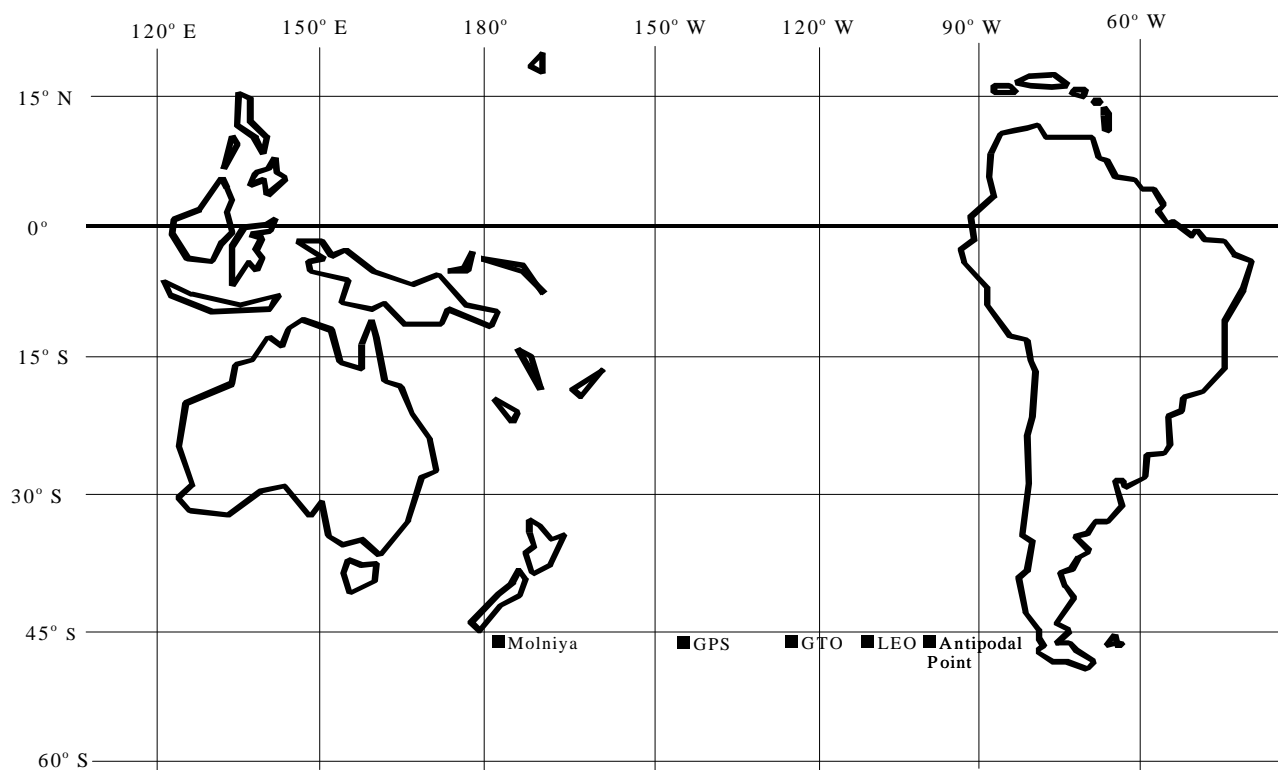 120° E 150° E 180° 150° W 120° W 90° W 60° W
15° N
0°
15° S
30° S
45° S
Molniya GPS GTO LEO Antipodal
Point
60° S